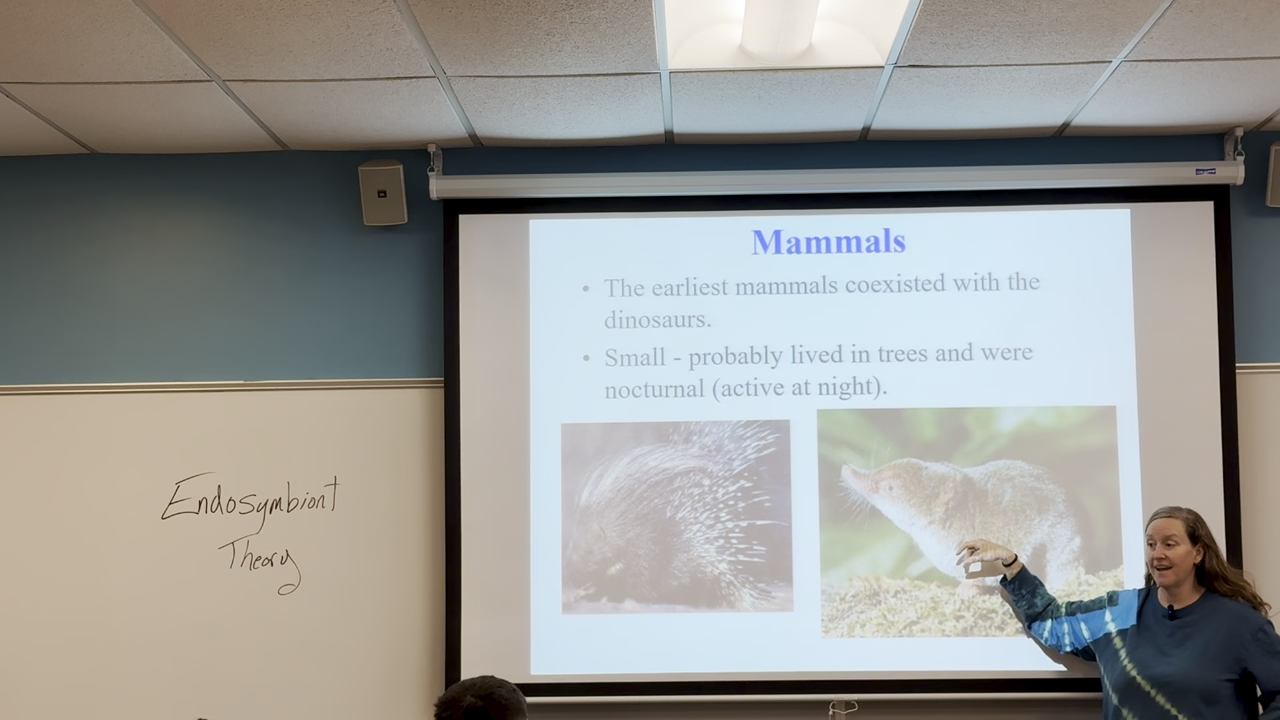 Mammals
• The earliest mammals coexisted with the
dinosaurs.
• Small - probably lived in trees and were
nocturnal (active at night).
Endosymbiont
Theory